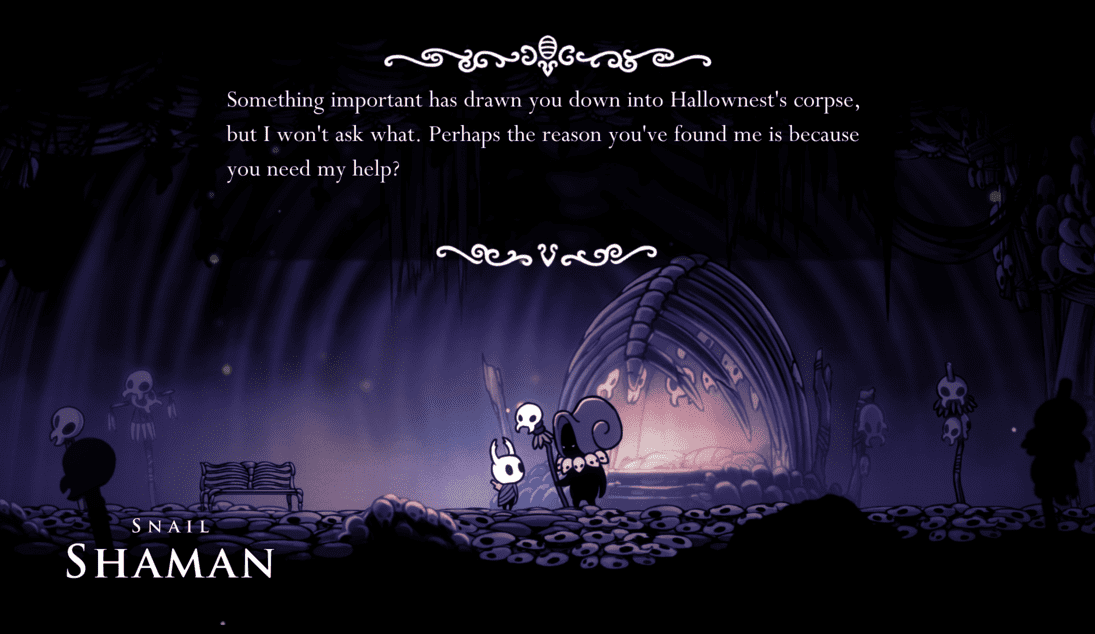 Something important has drawn you down into Hallownest's corpse,
but I won't ask what. Perhaps the reason you've found me is because
you need my help?
Snail
Shaman